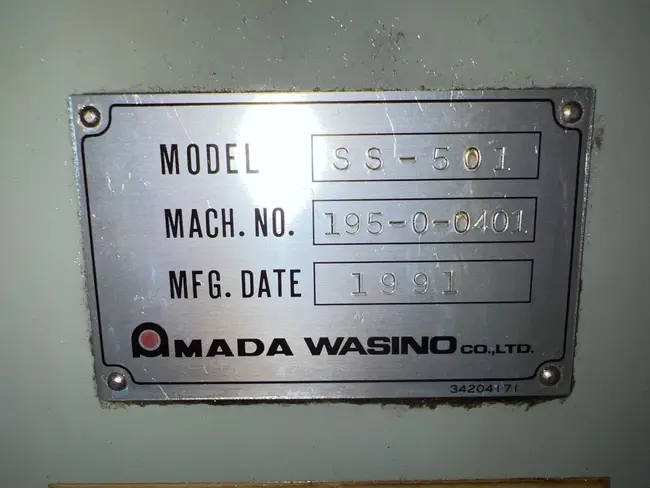 MODEL SS-501
MACH. NO. 195-0-0401
MFG. DATE 1991
AMADA WASINO CO.,LTD.
34204171